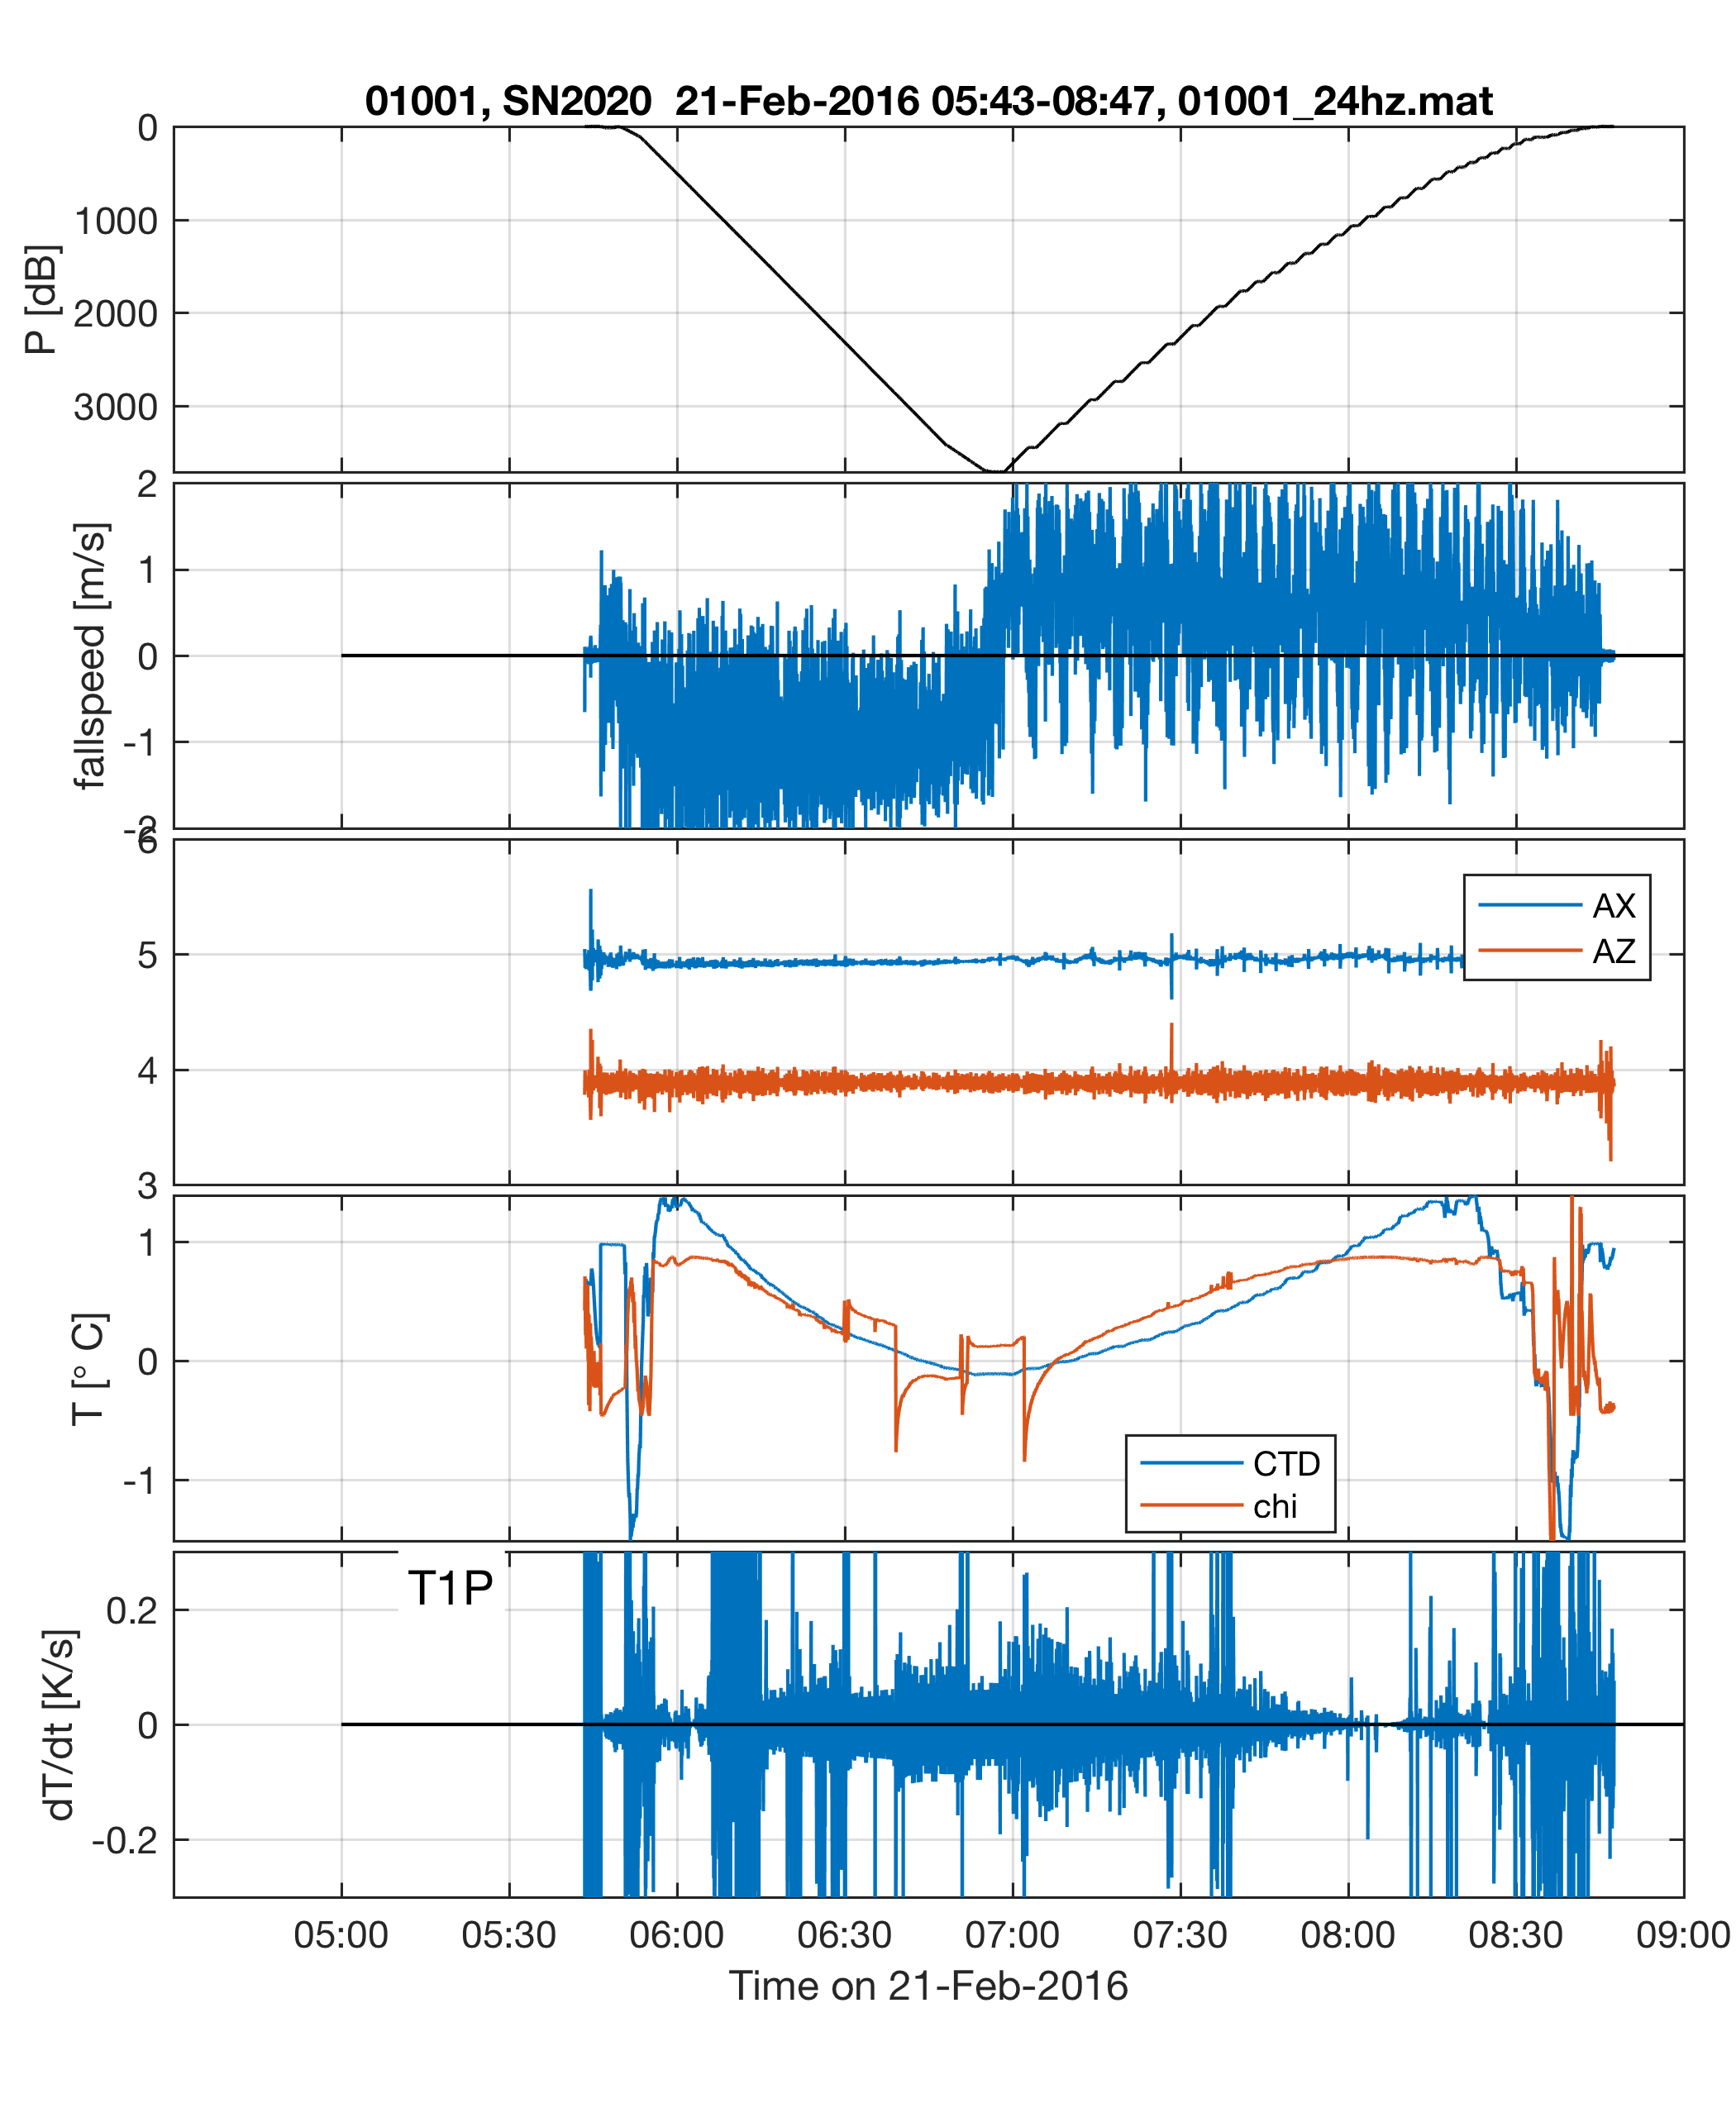 01001, SN2020  21-Feb-2016 05:43-08:47, 01001_24hz.mat
0
1000
2000
3000
P [dB]
2
1
0
-1
-2
fallspeed [m/s]
6
5
4
3
AX
AZ
1
0
-1
T [° C]
CTD
chi
T1P
0.2
0
-0.2
dT/dt [K/s]
05:00 05:30 06:00 06:30 07:00 07:30 08:00 08:30 09:00
Time on 21-Feb-2016